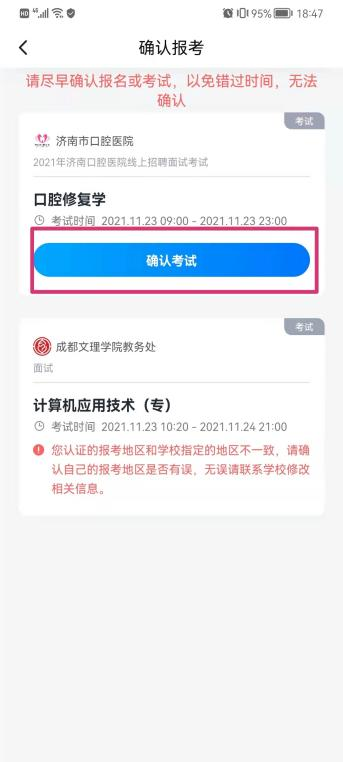 HD 4G 95% 18:47
确认报考
请尽早确认报名或考试，以免错过时间，无法
确认
考试
济南市口腔医院
2021年济南口腔医院线上招聘面试考试
口腔修复学
考试时间 2021.11.23 09:00 - 2021.11.23 23:00
确认考试
考试
成都文理学院教务处
面试
计算机应用技术（专）
考试时间 2021.11.23 10:20 - 2021.11.24 21:00
您认证的报考地区和学校指定的地区不一致，请确
认自己的报考地区是否有误，无误请联系学校修改
相关信息。